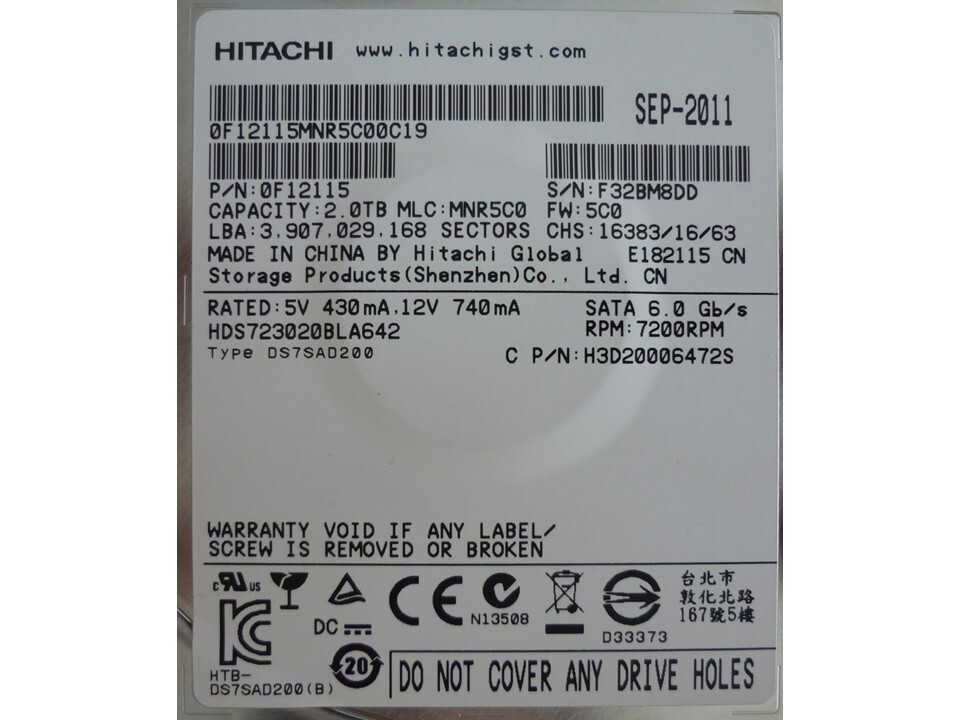 HITACHI www.hitachigst.com
SEP-2011
0F12115MNR5C00C19
P/N:0F12115 S/N:F32BM8DD
CAPACITY:2.0TB MLC:MNR5C0 FW:5C0
LBA:3,907,029,168 SECTORS CHS:16383/16/63
MADE IN CHINA BY Hitachi Global E182115 CN
Storage Products(Shenzhen)Co., Ltd. CN
RATED:5V 430mA,12V 740mA SATA 6.0 Gb/s
HDS723020BLA642 RPM:7200RPM
Type DS7SAD200 C P/N:H3D20006472S
WARRANTY VOID IF ANY LABEL/
SCREW IS REMOVED OR BROKEN
c RU US
台北市
敦化北路
167號5樓
CE
N13508
D33373
DC
KC
20
HTB-
DS7SAD200(B)
DO NOT COVER ANY DRIVE HOLES